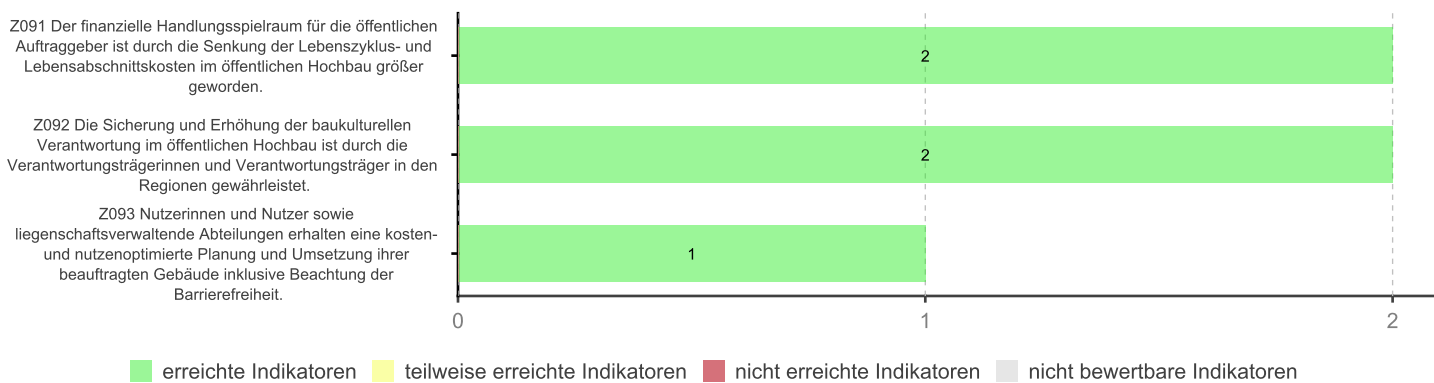 Z091 Der finanzielle Handlungsspielraum für die öffentlichen
Auftraggeber ist durch die Senkung der Lebenszyklus- und
Lebensabschnittskosten im öffentlichen Hochbau größer
geworden.
2
Z092 Die Sicherung und Erhöhung der baukulturellen
Verantwortung im öffentlichen Hochbau ist durch die
Verantwortungsträgerinnen und Verantwortungsträger in den
Regionen gewährleistet.
2
Z093 Nutzerinnen und Nutzer sowie
liegenschaftsverwaltende Abteilungen erhalten eine kosten-
und nutzenoptimierte Planung und Umsetzung ihrer
beauftragten Gebäude inklusive Beachtung der
Barrierefreiheit.
1
0 1 2
erreichte Indikatoren teilweise erreichte Indikatoren nicht erreichte Indikatoren nicht bewertbare Indikatoren